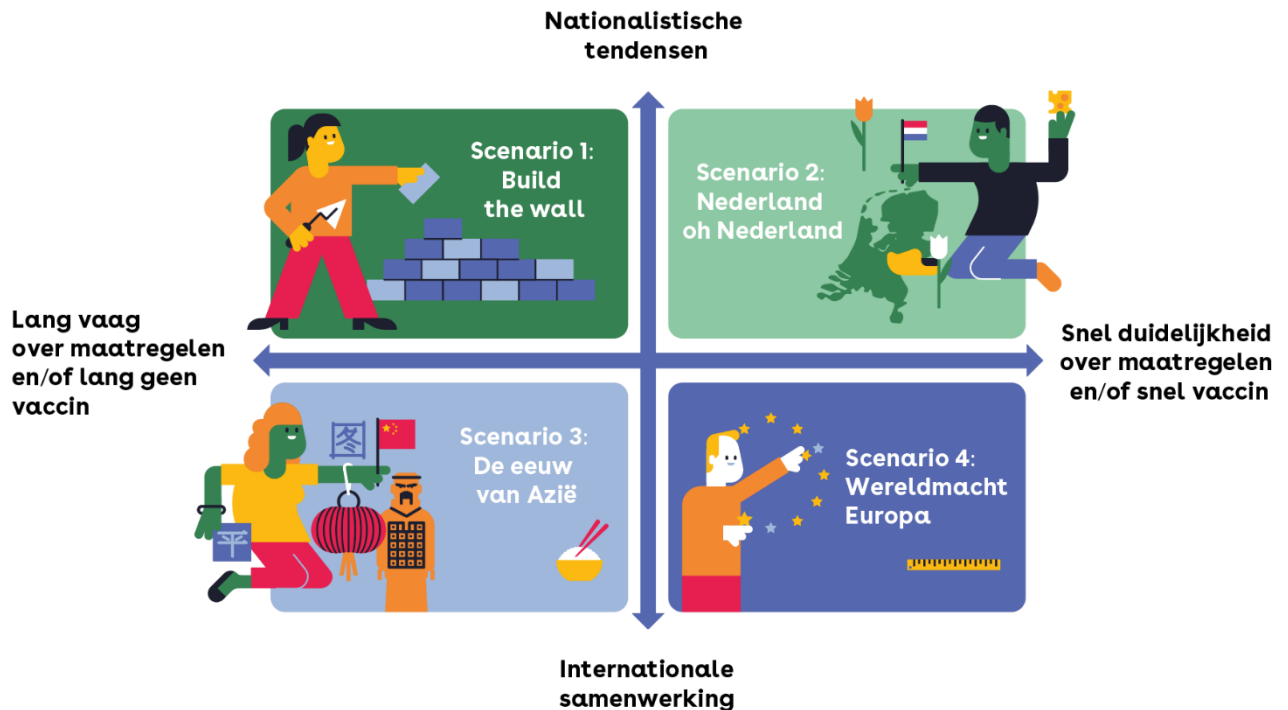 Nationalistische
tendensen
Scenario 1:
Build
the wall
Scenario 2:
Nederland
oh Nederland
Lang vaag
over maatregelen
en/of lang geen
vaccin
Snel duidelijkheid
over maatregelen
en/of snel vaccin
图
平
Scenario 3:
De eeuw
van Azië
Scenario 4:
Wereldmacht
Europa
Internationale
samenwerking